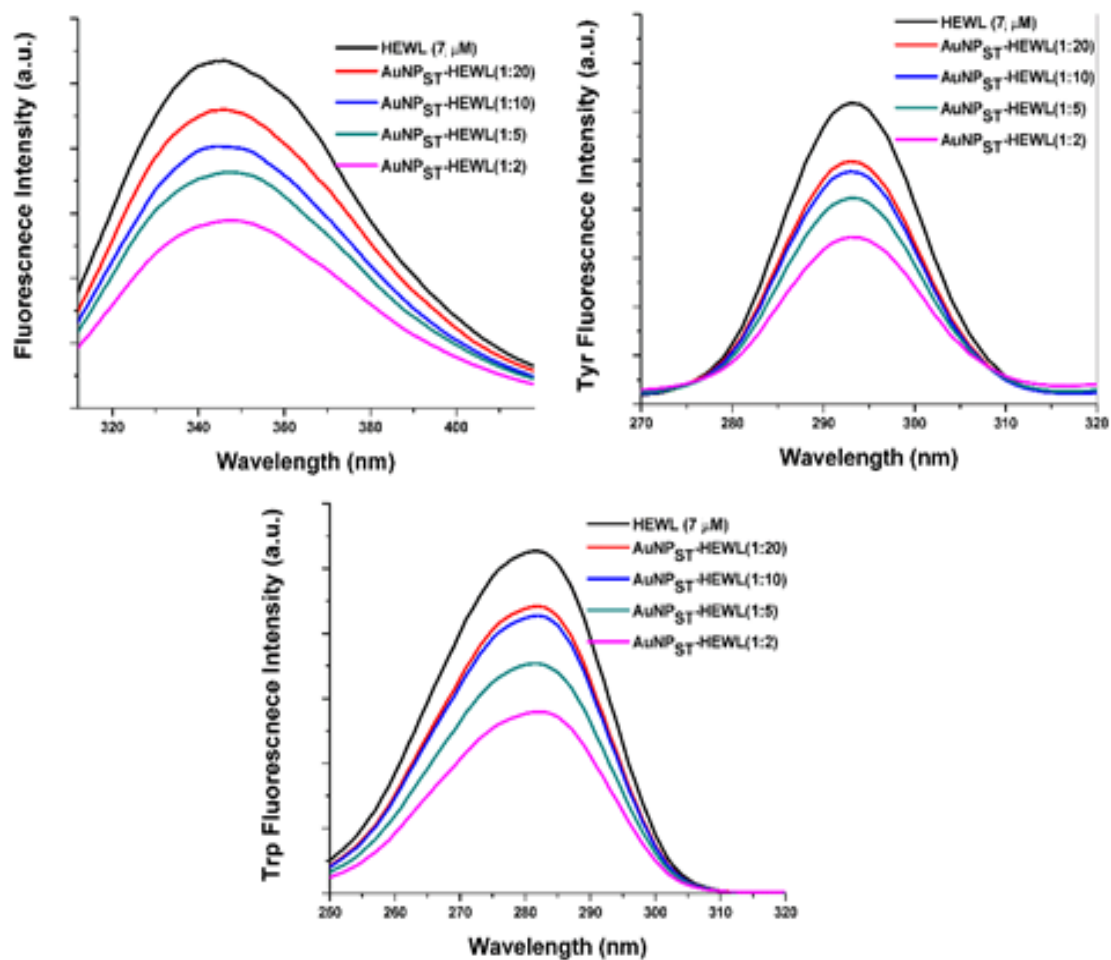 Fluorescnece Intensity (a.u.)
HEWL (7 μM)
AuNPST-HEWL(1:20)
AuNPST-HEWL(1:10)
AuNPST-HEWL(1:5)
AuNPST-HEWL(1:2)
320 340 360 380 400
Wavelength (nm)
Tyr Fluorescnece Intensity (a.u.)
HEWL (7 μM)
AuNPST-HEWL(1:20)
AuNPST-HEWL(1:10)
AuNPST-HEWL(1:5)
AuNPST-HEWL(1:2)
270 280 290 300 310 320
Wavelength (nm)
Trp Fluorescnece Intensity (a.u.)
HEWL (7 μM)
AuNPST-HEWL(1:20)
AuNPST-HEWL(1:10)
AuNPST-HEWL(1:5)
AuNPST-HEWL(1:2)
250 260 270 280 290 300 310 320
Wavelength (nm)